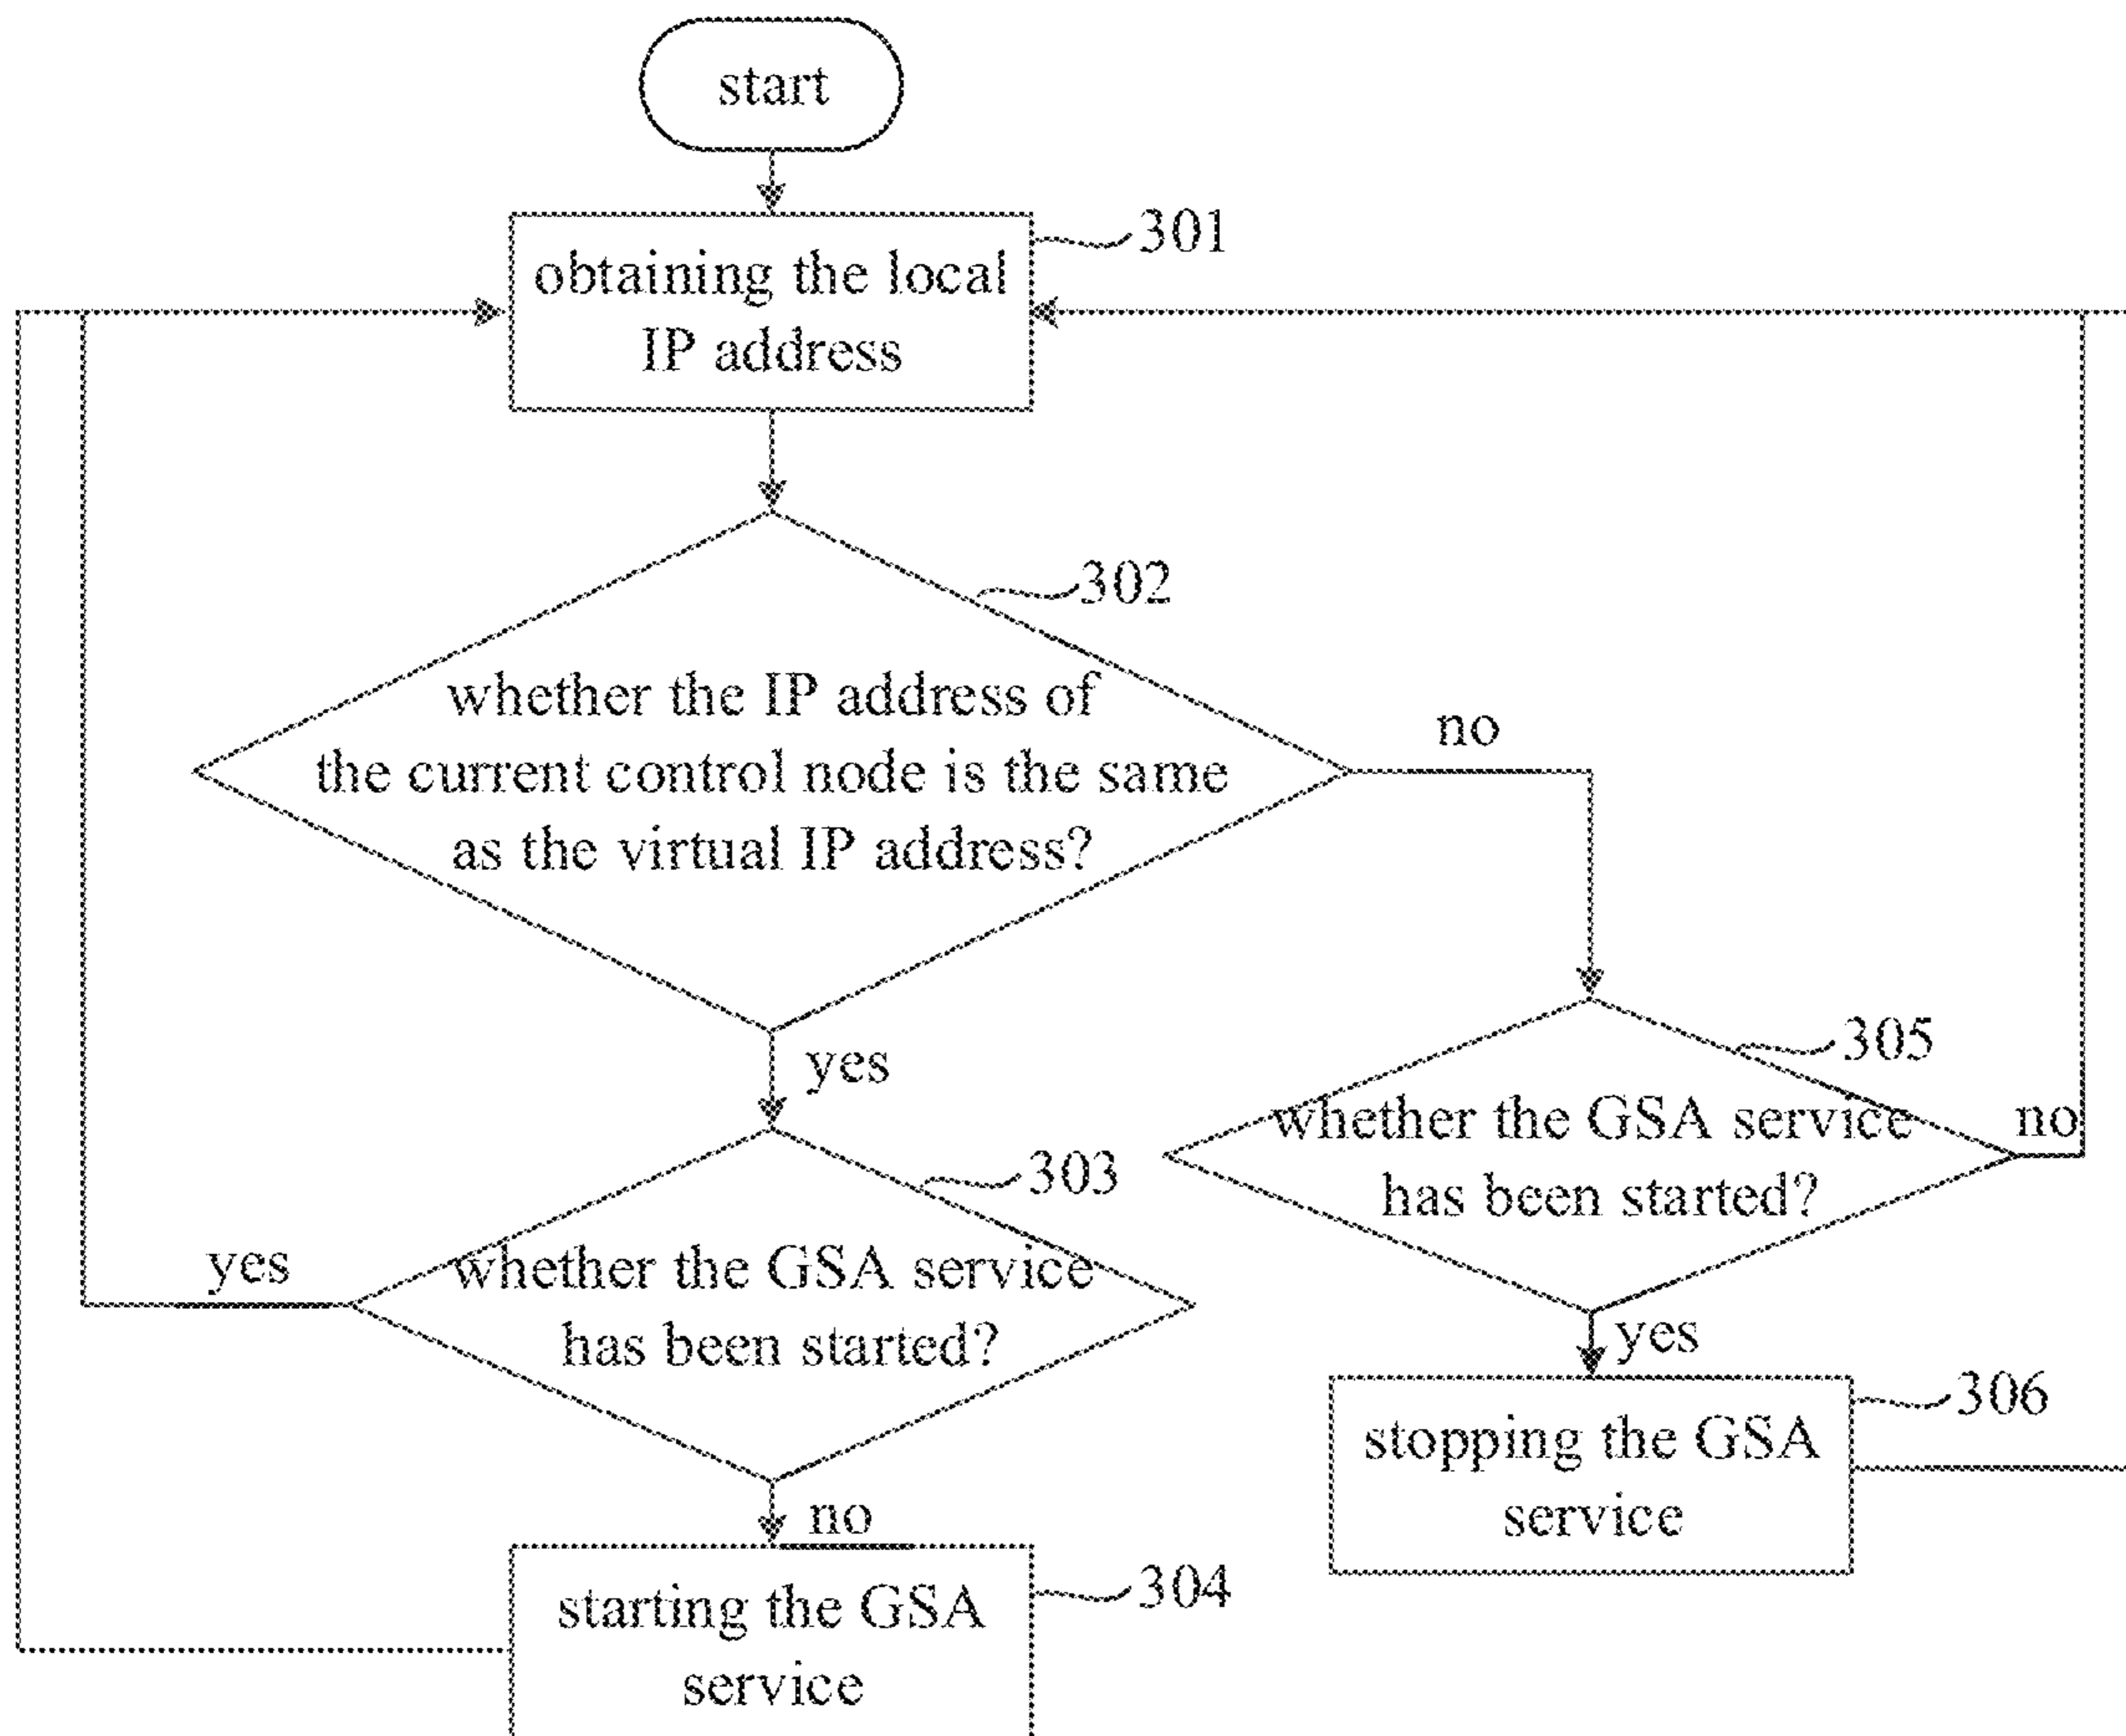 start
301
obtaining the local
IP address
302
whether the IP address of
the current control node is the same
as the virtual IP address?
no
yes
305
whether the GSA service
has been started?
no
303
whether the GSA service
has been started?
yes
yes
306
stopping the GSA
service
no
304
starting the GSA
service